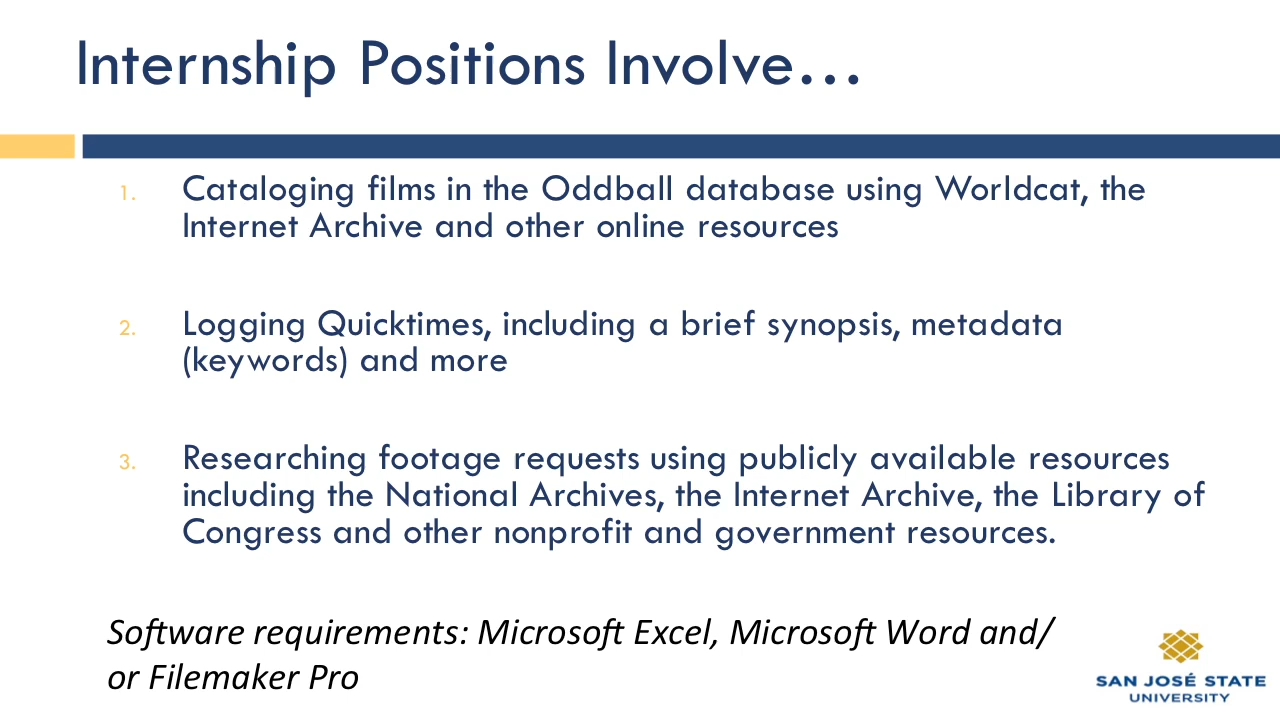 Internship Positions Involve…
1. Cataloging films in the Oddball database using Worldcat, the
Internet Archive and other online resources
2. Logging Quicktimes, including a brief synopsis, metadata
(keywords) and more
3. Researching footage requests using publicly available resources
including the National Archives, the Internet Archive, the Library of
Congress and other nonprofit and government resources.
Software requirements: Microsoft Excel, Microsoft Word and/
or Filemaker Pro
SAN JOSÉ STATE
UNIVERSITY